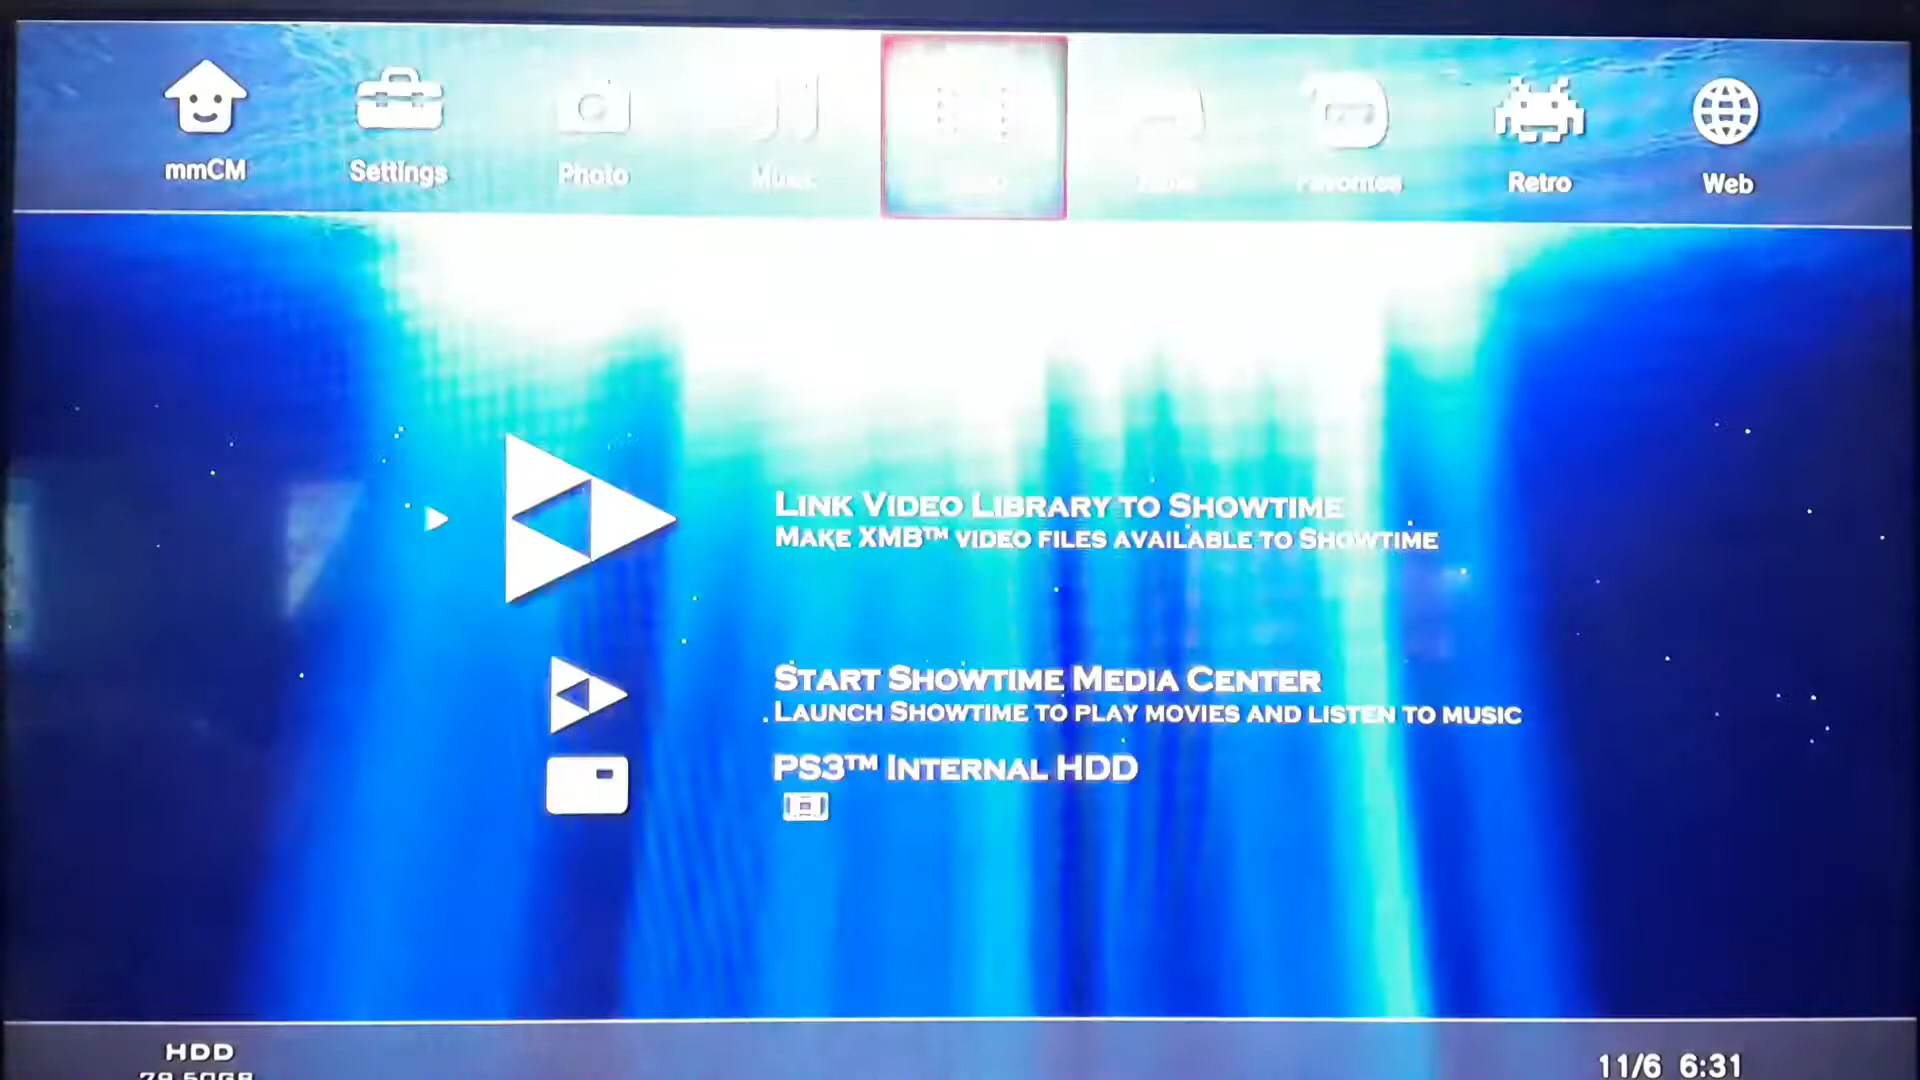 mmCM
Settings
Photo
Music
Favorites
Retro
Web
LINK VIDEO LIBRARY TO SHOWTIME
MAKE XMB™ VIDEO FILES AVAILABLE TO SHOWTIME
START SHOWTIME MEDIA CENTER
LAUNCH SHOWTIME TO PLAY MOVIES AND LISTEN TO MUSIC
PS3™ INTERNAL HDD
HDD
11/6 6:31